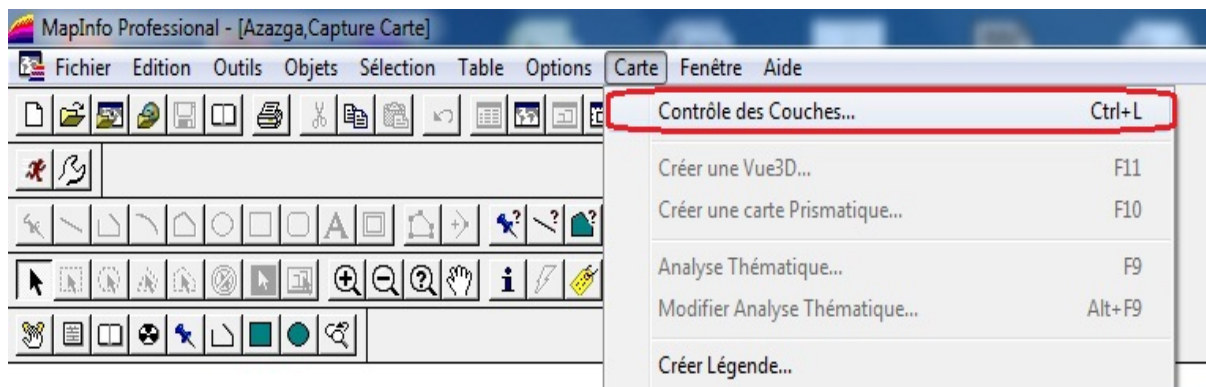 MapInfo Professional - [Azazga,Capture Carte]
Fichier Edition Outils Objets Sélection Table Options Carte Fenêtre Aide
Contrôle des Couches... Ctrl+L
Créer une Vue3D... F11
Créer une carte Prismatique... F10
Analyse Thématique... F9
Modifier Analyse Thématique... Alt+F9
Créer Légende...